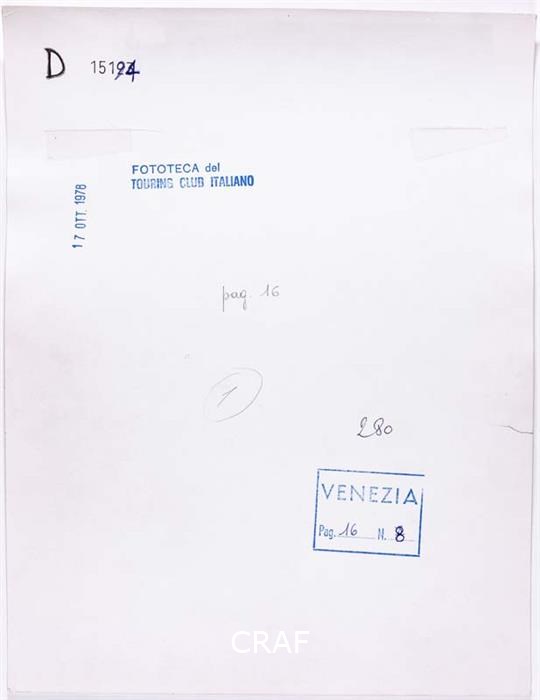 D 15194
FOTOTECA del
TOURING CLUB ITALIANO
17 OTT. 1978
pag. 16
1
280
VENEZIA
Pag. 16 N. 8
CRAF